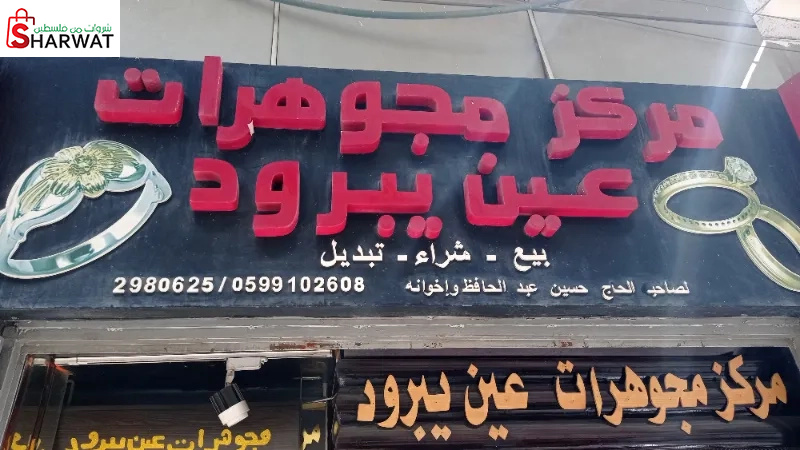 شروات من فلسطين
SHARWAT
مركز مجوهرات
عين يبرود
بيع - شراء - تبديل
لصاحبه الحاج حسين عبد الحافظ وإخوانه 2980625/0599102608
مركز مجوهرات عين يبرود
مجوهرات عين يبرود